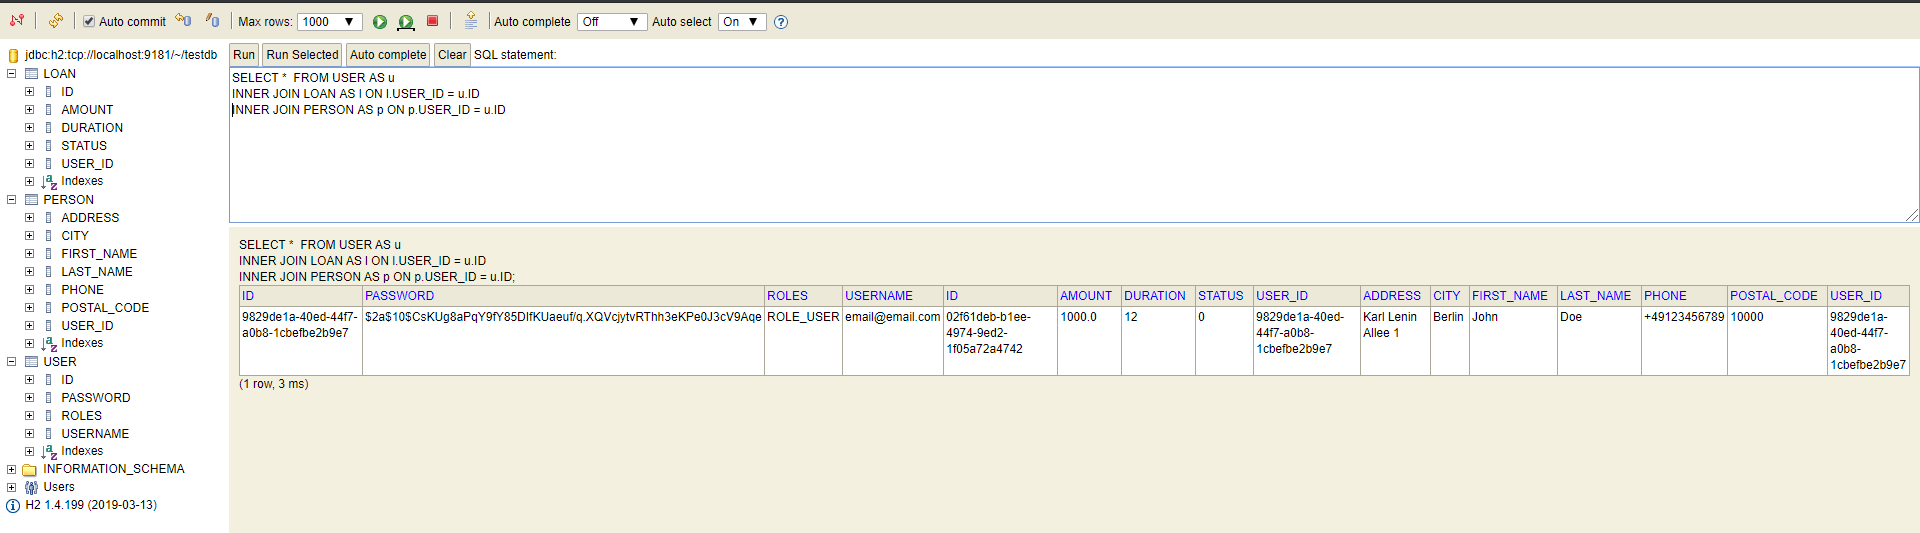 Auto commit Max rows: 1000 Auto complete Off Auto select On ?
jdbc:h2:tcp://localhost:9181/~/testdb
LOAN
ID
AMOUNT
DURATION
STATUS
USER_ID
Indexes
PERSON
ADDRESS
CITY
FIRST_NAME
LAST_NAME
PHONE
POSTAL_CODE
USER_ID
Indexes
USER
ID
PASSWORD
ROLES
USERNAME
Indexes
INFORMATION_SCHEMA
Users
H2 1.4.199 (2019-03-13)
Run Run Selected Auto complete Clear SQL statement:
SELECT * FROM USER AS u
INNER JOIN LOAN AS l ON l.USER_ID = u.ID
INNER JOIN PERSON AS p ON p.USER_ID = u.ID
SELECT * FROM USER AS u
INNER JOIN LOAN AS l ON l.USER_ID = u.ID
INNER JOIN PERSON AS p ON p.USER_ID = u.ID;
ID PASSWORD ROLES USERNAME ID AMOUNT DURATION STATUS USER_ID ADDRESS CITY FIRST_NAME LAST_NAME PHONE POSTAL_CODE USER_ID
9829de1a-40ed-44f7- $2a$10$CsKUg8aPqY9fY85DlfKUaeuf/q.XQVcjytvRThh3eKPe0J3cV9Aqe ROLE_USER email@email.com 02f61deb-b1ee- 1000.0 12 0 9829de1a-40ed- Karl Lenin Berlin John Doe +49123456789 10000 9829de1a-
a0b8-1cbefbe2b9e7 4974-9ed2- 44f7-a0b8- Allee 1 40ed-44f7-
1f05a72a4742 1cbefbe2b9e7 a0b8-
1cbefbe2b9e7
(1 row, 3 ms)